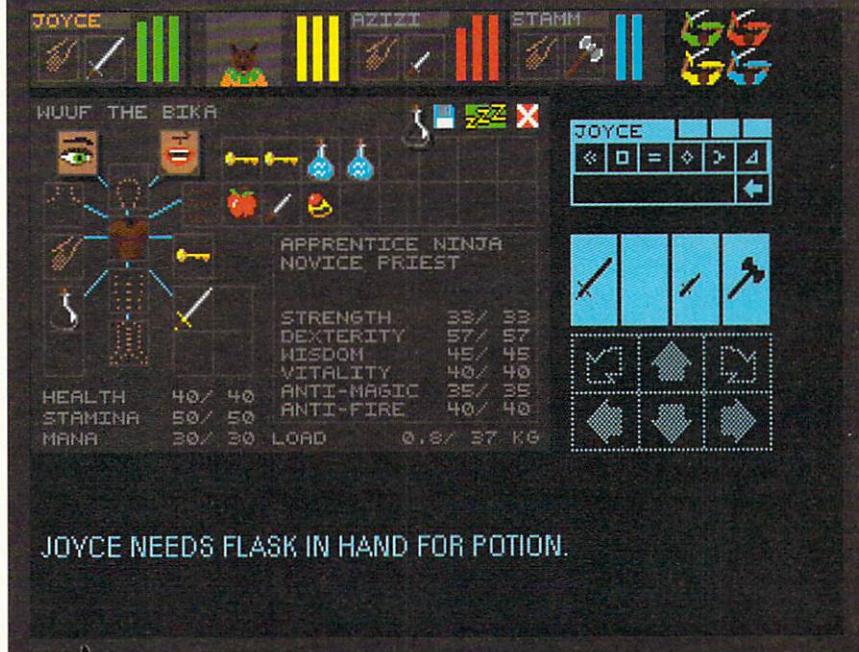 JOYCE
AZIZI
STAMM
WUUF THE BIKA
ZZZ
JOYCE
APPRENTICE NINJA
NOVICE PRIEST
STRENGTH 33/ 33
DEXTERITY 57/ 57
WISDOM 45/ 45
VITALITY 40/ 40
ANTI-MAGIC 35/ 35
ANTI-FIRE 40/ 40
HEALTH 40/ 40
STAMINA 50/ 50
MANA 30/ 30
LOAD 0.8/ 37 KG
JOYCE NEEDS FLASK IN HAND FOR POTION.